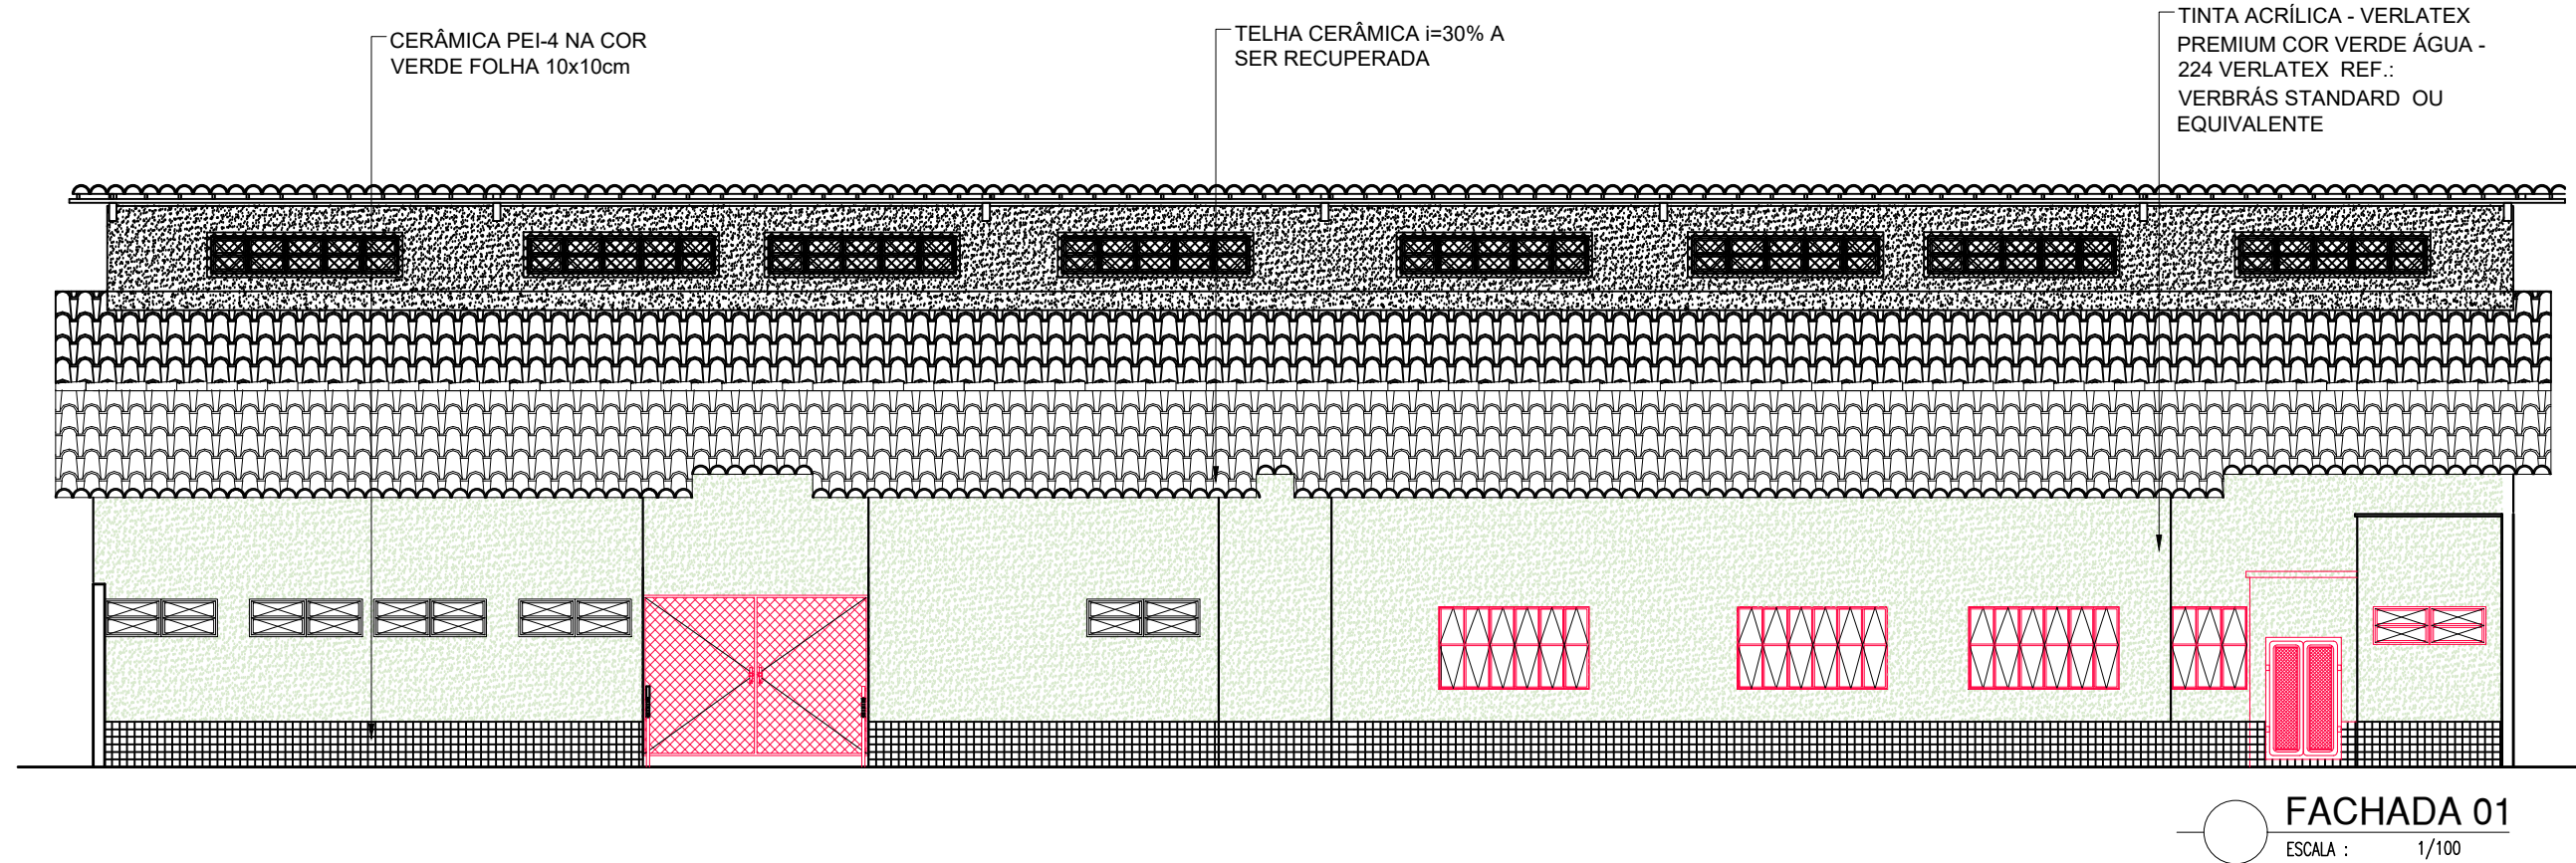 CERÂMICA PEI-4 NA COR
VERDE FOLHA 10x10cm
TELHA CERÂMICA i=30% A
SER RECUPERADA
TINTA ACRÍLICA - VERLATEX
PREMIUM COR VERDE ÁGUA -
224 VERLATEX REF.:
VERBRÁS STANDARD OU
EQUIVALENTE
FACHADA 01
ESCALA : 1/100